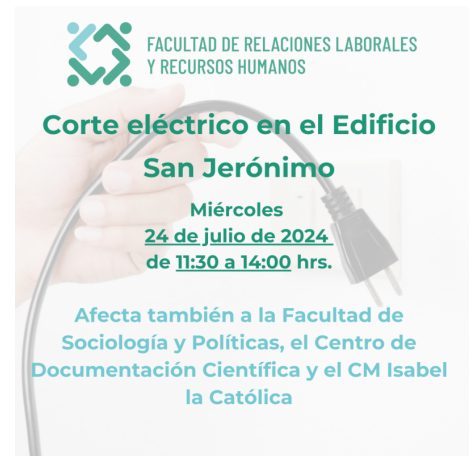 FACULTAD DE RELACIONES LABORALES
Y RECURSOS HUMANOS
Corte eléctrico en el Edificio
San Jerónimo
Miércoles
24 de julio de 2024
de 11:30 a 14:00 hrs.
Afecta también a la Facultad de
Sociología y Políticas, el Centro de
Documentación Científica y el CM Isabel
la Católica